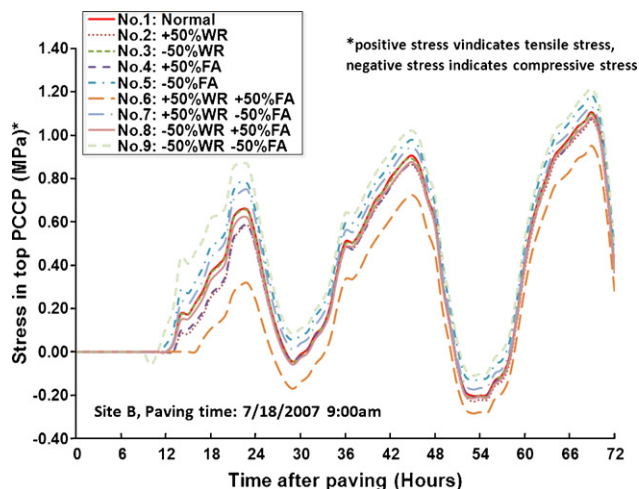 No.1: Normal
No.2: +50%WR
No.3: -50%WR
No.4: +50%FA
No.5: -50%FA
No.6: +50%WR +50%FA
No.7: +50%WR -50%FA
No.8: -50%WR +50%FA
No.9: -50%WR -50%FA
*positive stress vindicates tensile stress,
negative stress indicates compressive stress
Stress in top PCCP (MPa)*
1.40
1.20
1.00
0.80
0.60
0.40
0.20
0.00
-0.20
-0.40
Site B, Paving time: 7/18/2007 9:00am
0 6 12 18 24 30 36 42 48 54 60 66 72
Time after paving (Hours)